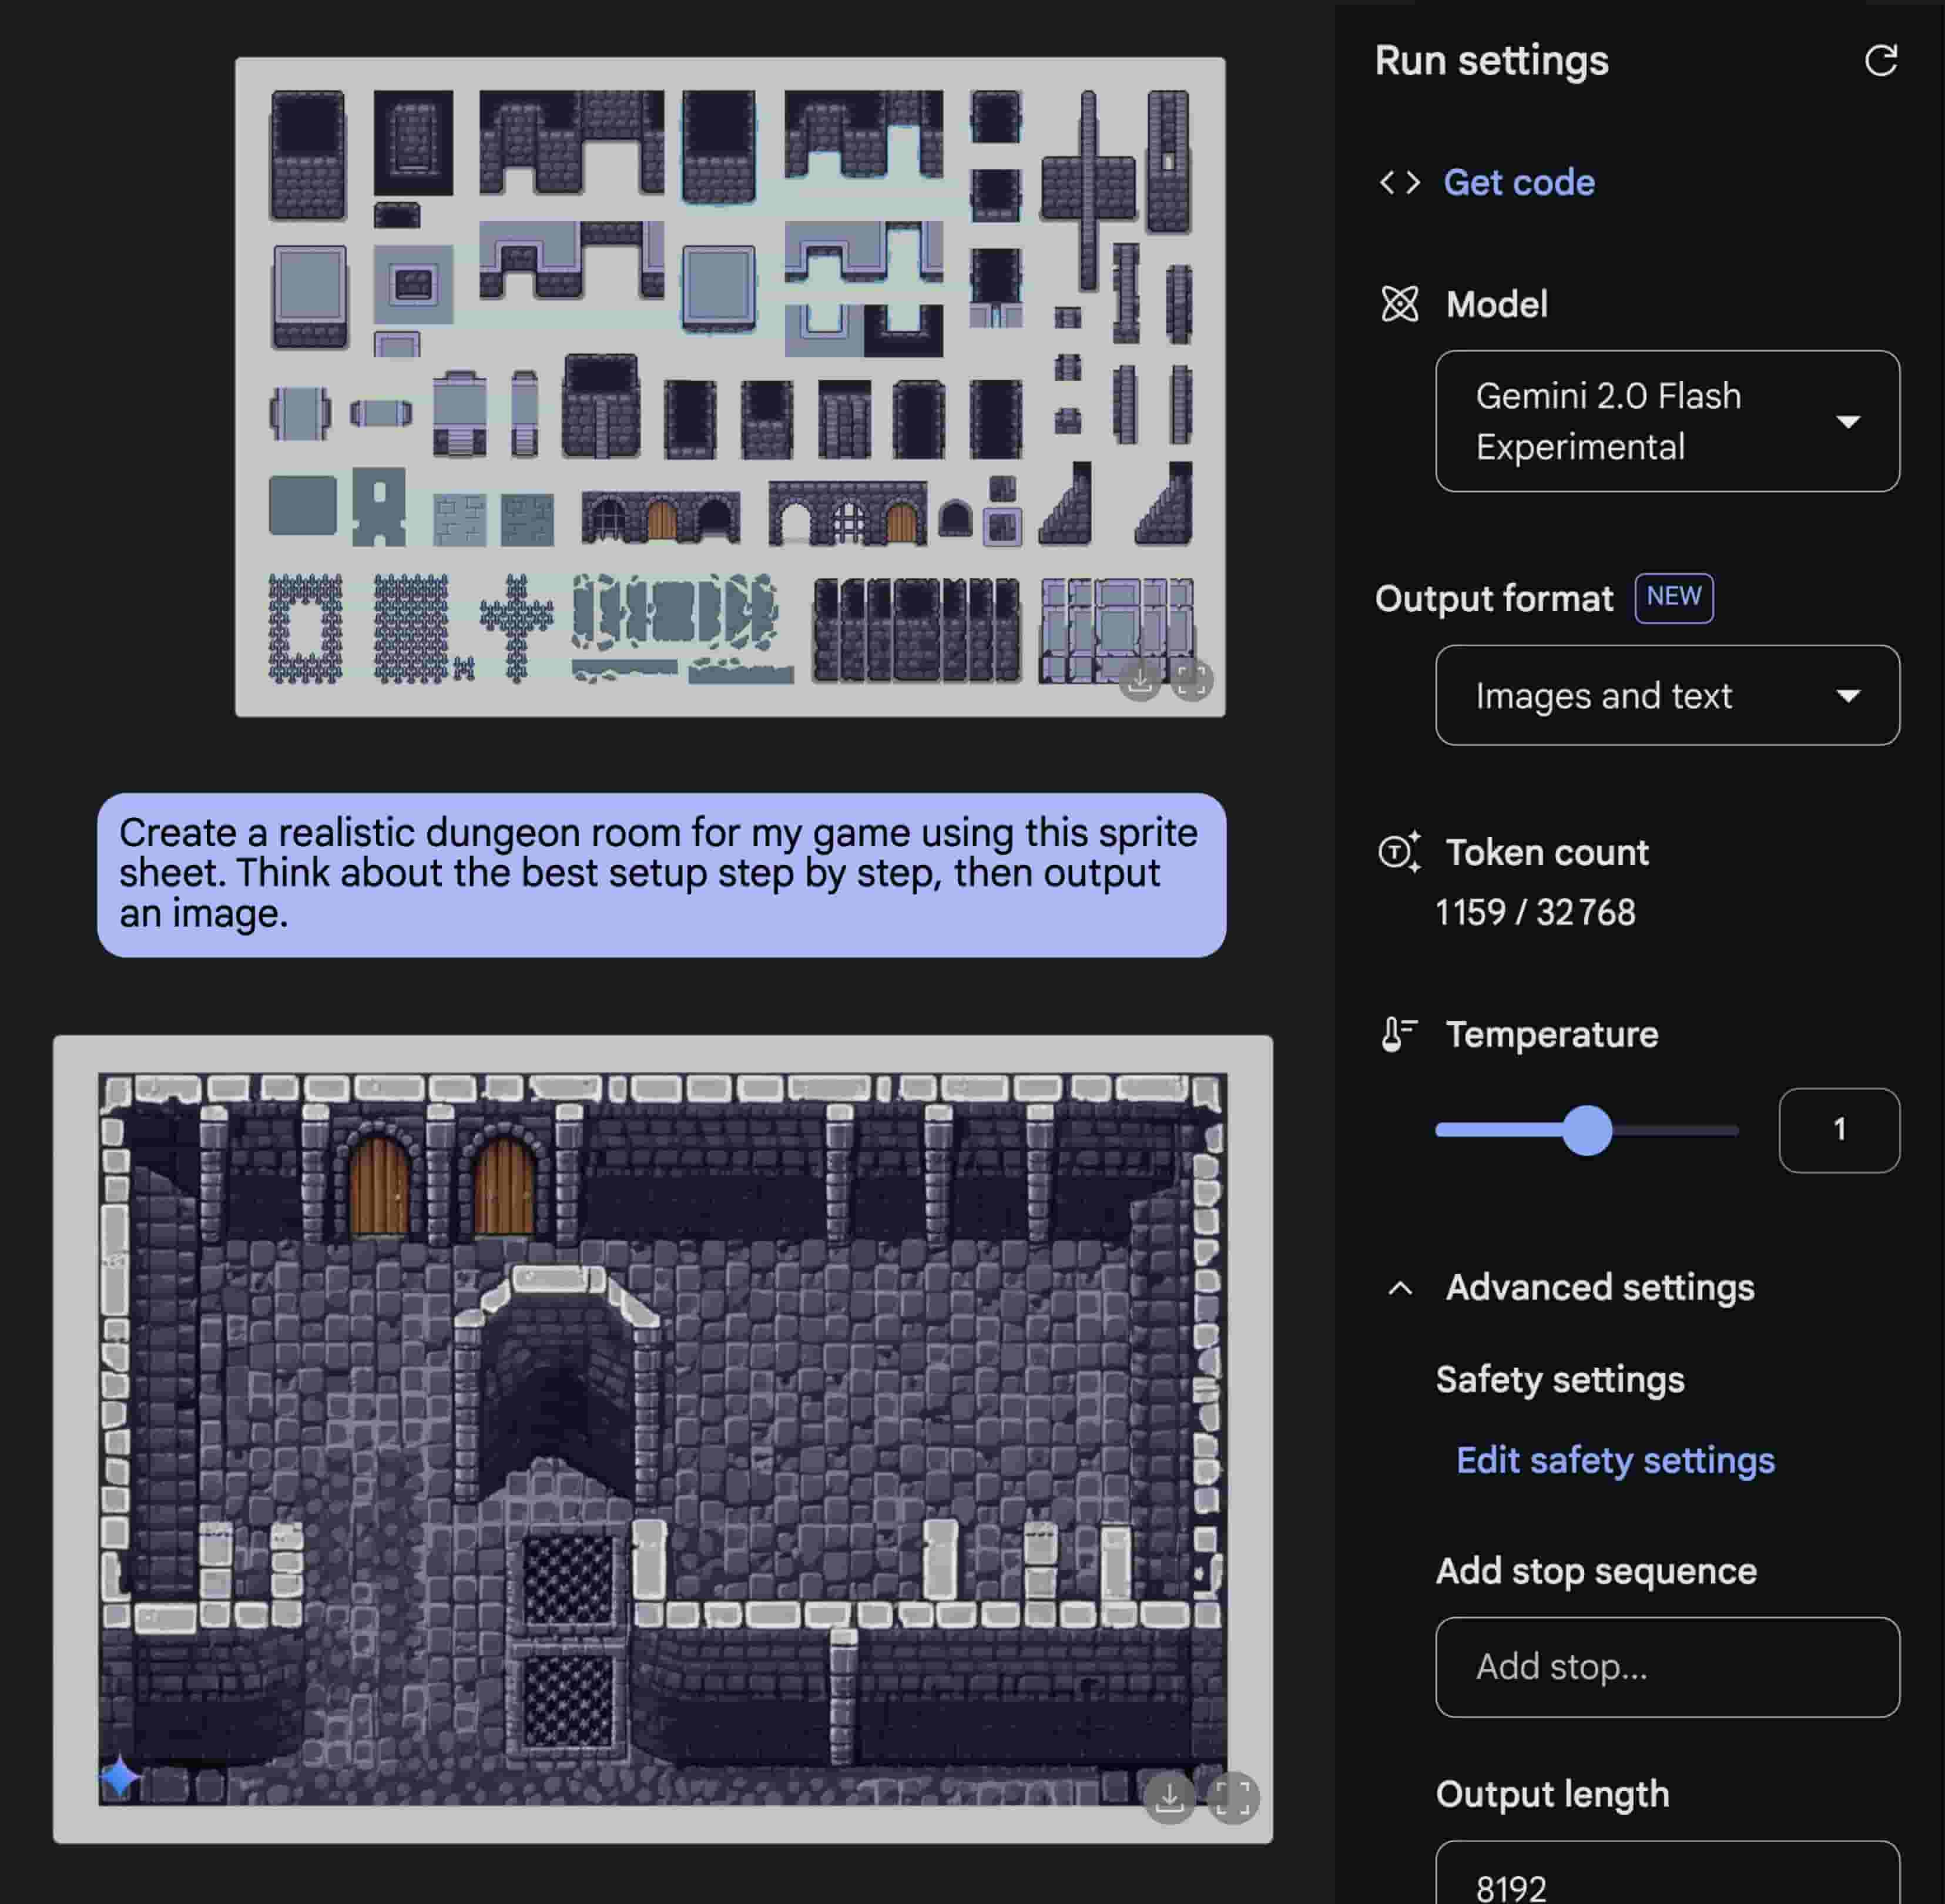 Create a realistic dungeon room for my game using this sprite
sheet. Think about the best setup step by step, then output
an image.
Run settings
Get code
Model
Gemini 2.0 Flash
Experimental
Output format NEW
Images and text
Token count
1159 / 32 768
Temperature
1
Advanced settings
Safety settings
Edit safety settings
Add stop sequence
Add stop...
Output length
8192